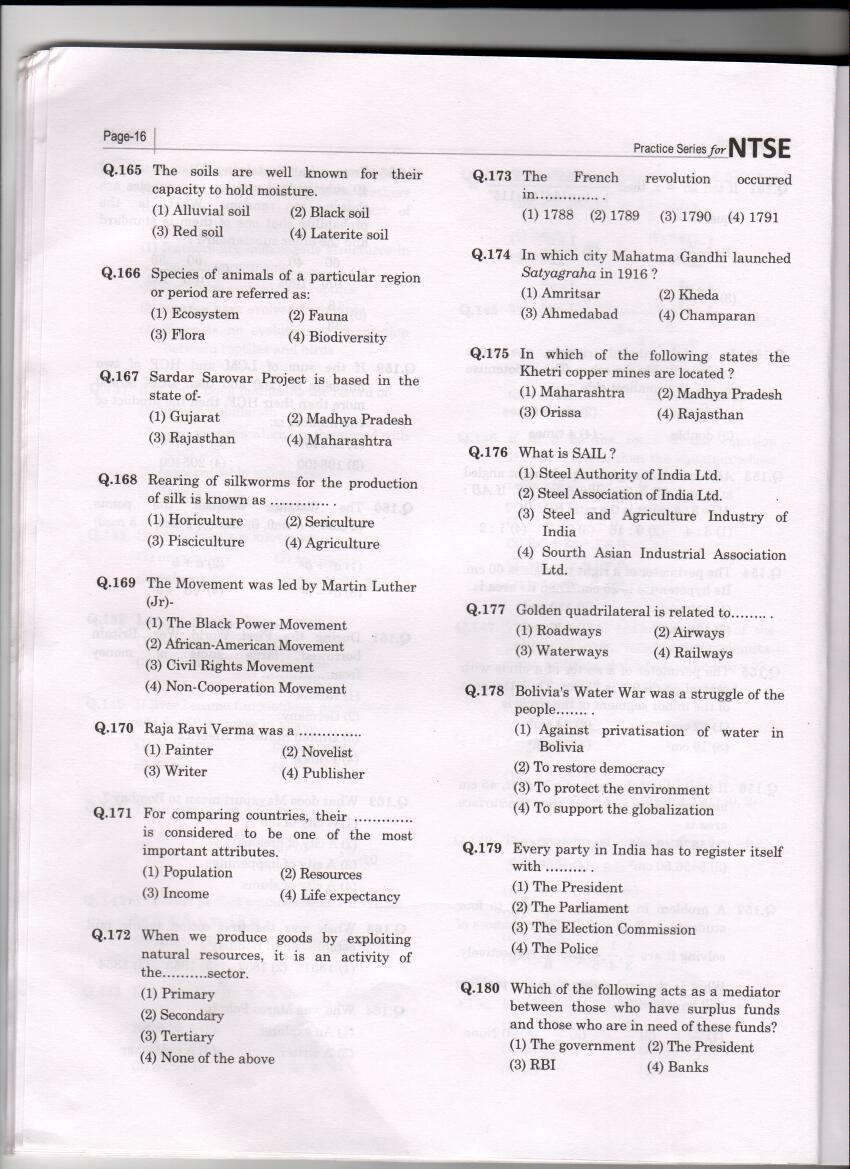 Page-16
Practice Series for NTSE
Q.165 The soils are well known for their
capacity to hold moisture.
(1) Alluvial soil (2) Black soil
(3) Red soil (4) Laterite soil
Q.166 Species of animals of a particular region
or period are referred as:
(1) Ecosystem (2) Fauna
(3) Flora (4) Biodiversity
Q.167 Sardar Sarovar Project is based in the
state of-
(1) Gujarat (2) Madhya Pradesh
(3) Rajasthan (4) Maharashtra
Q.168 Rearing of silkworms for the production
of silk is known as ............. .
(1) Horiculture (2) Sericulture
(3) Pisciculture (4) Agriculture
Q.169 The Movement was led by Martin Luther
(Jr)-
(1) The Black Power Movement
(2) African-American Movement
(3) Civil Rights Movement
(4) Non-Cooperation Movement
Q.170 Raja Ravi Verma was a ..............
(1) Painter (2) Novelist
(3) Writer (4) Publisher
Q.171 For comparing countries, their .............
is considered to be one of the most
important attributes.
(1) Population (2) Resources
(3) Income (4) Life expectancy
Q.172 When we produce goods by exploiting
natural resources, it is an activity of
the..........sector.
(1) Primary
(2) Secondary
(3) Tertiary
(4) None of the above
Q.173 The French revolution occurred
in.............. .
(1) 1788 (2) 1789 (3) 1790 (4) 1791
Q.174 In which city Mahatma Gandhi launched
Satyagraha in 1916 ?
(1) Amritsar (2) Kheda
(3) Ahmedabad (4) Champaran
Q.175 In which of the following states the
Khetri copper mines are located ?
(1) Maharashtra (2) Madhya Pradesh
(3) Orissa (4) Rajasthan
Q.176 What is SAIL ?
(1) Steel Authority of India Ltd.
(2) Steel Association of India Ltd.
(3) Steel and Agriculture Industry of
India
(4) Sourth Asian Industrial Association
Ltd.
Q.177 Golden quadrilateral is related to........ .
(1) Roadways (2) Airways
(3) Waterways (4) Railways
Q.178 Bolivia's Water War was a struggle of the
people....... .
(1) Against privatisation of water in
Bolivia
(2) To restore democracy
(3) To protect the environment
(4) To support the globalization
Q.179 Every party in India has to register itself
with ......... .
(1) The President
(2) The Parliament
(3) The Election Commission
(4) The Police
Q.180 Which of the following acts as a mediator
between those who have surplus funds
and those who are in need of these funds?
(1) The government (2) The President
(3) RBI (4) Banks